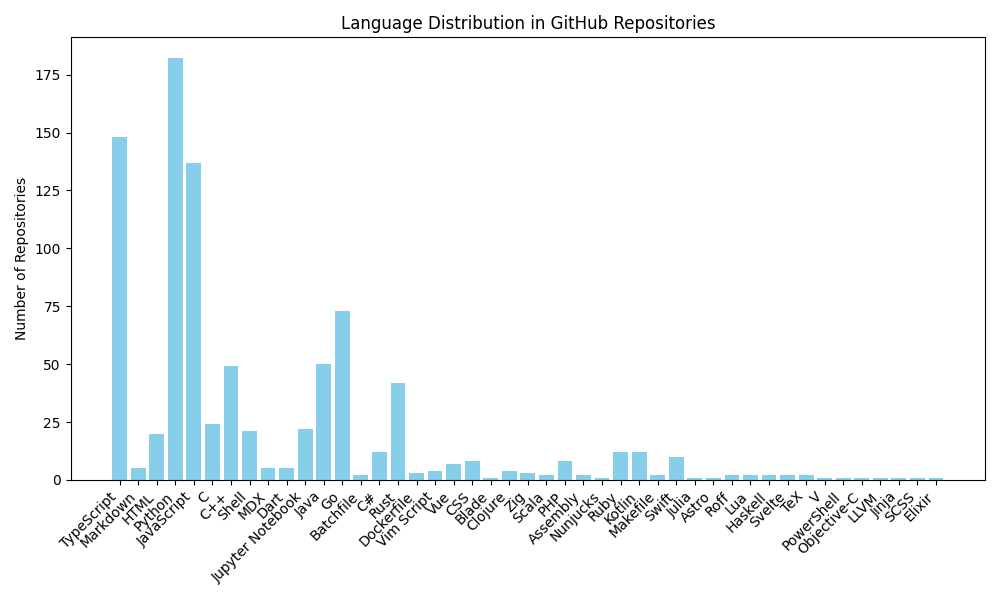 Language Distribution in GitHub Repositories
Number of Repositories
175
150
125
100
75
50
25
0
TypeScript
Markdown
HTML
Python
JavaScript
C
C++
Shell
MDX
Dart
Jupyter Notebook
Java
Go
Batchfile
C#
Rust
Dockerfile
Vim Script
Vue
CSS
Blade
Clojure
Zig
Scala
PHP
Assembly
Nunjucks
Ruby
Kotlin
Makefile
Swift
Julia
Astro
Roff
Lua
Haskell
Svelte
TeX
V
PowerShell
Objective-C
LLVM
Jinja
SCSS
Elixir